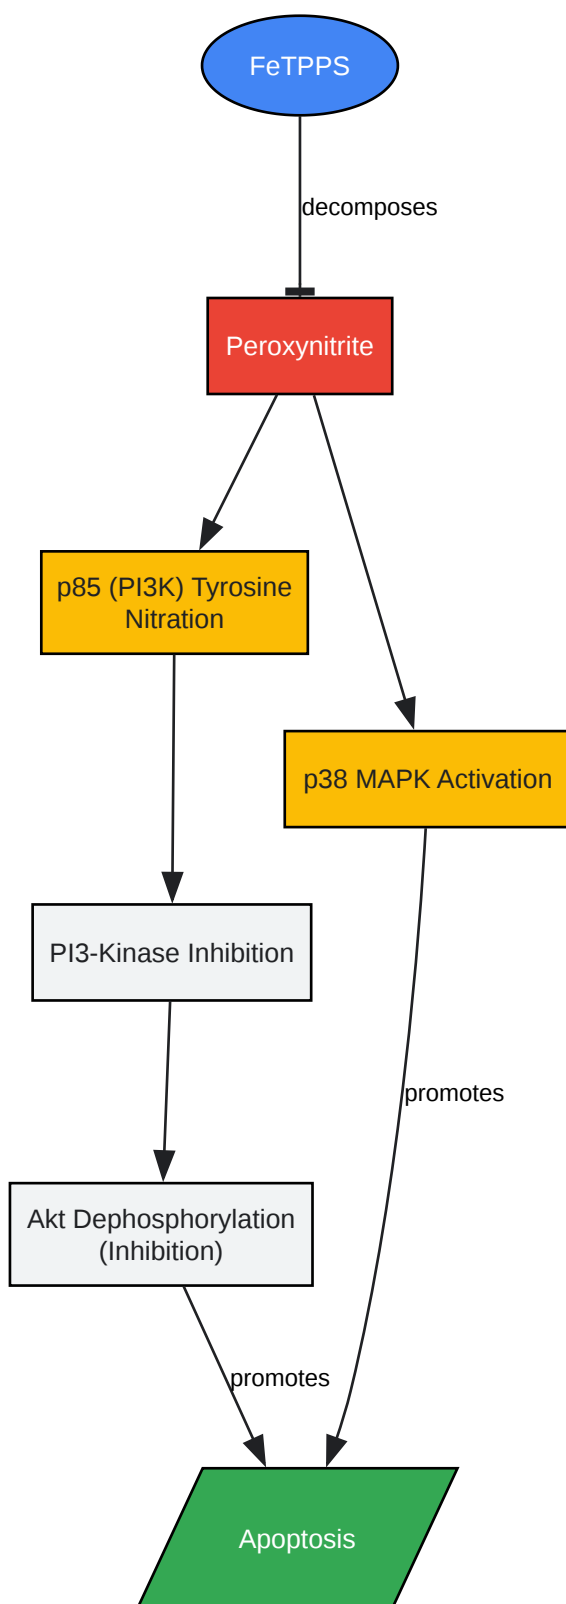 FeTPPS
decomposes
Peroxynitrite
p85 (PI3K) Tyrosine
Nitration
p38 MAPK Activation
PI3-Kinase Inhibition
promotes
Akt Dephosphorylation
(Inhibition)
promotes
Apoptosis